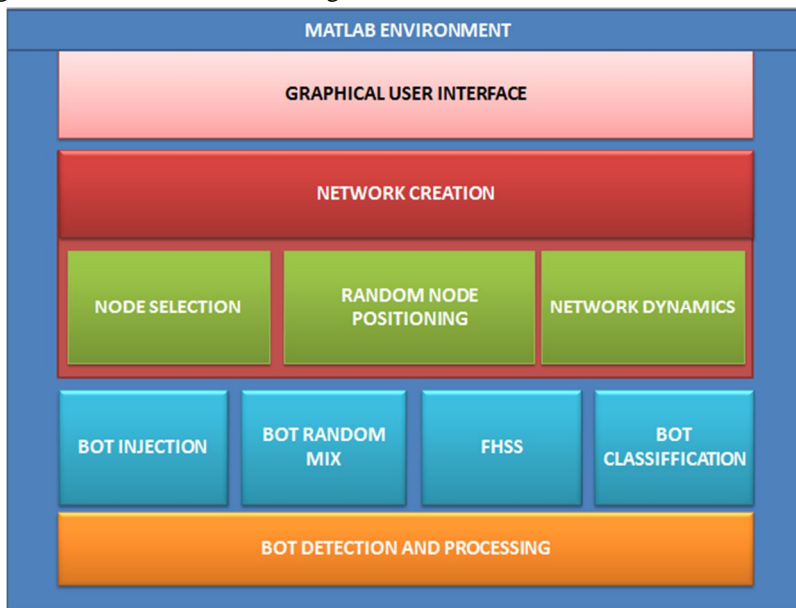 MATLAB ENVIRONMENT
GRAPHICAL USER INTERFACE
NETWORK CREATION
NODE SELECTION
RANDOM NODE
POSITIONING
NETWORK DYNAMICS
BOT INJECTION
BOT RANDOM
MIX
FHSS
BOT
CLASSIFFICATION
BOT DETECTION AND PROCESSING